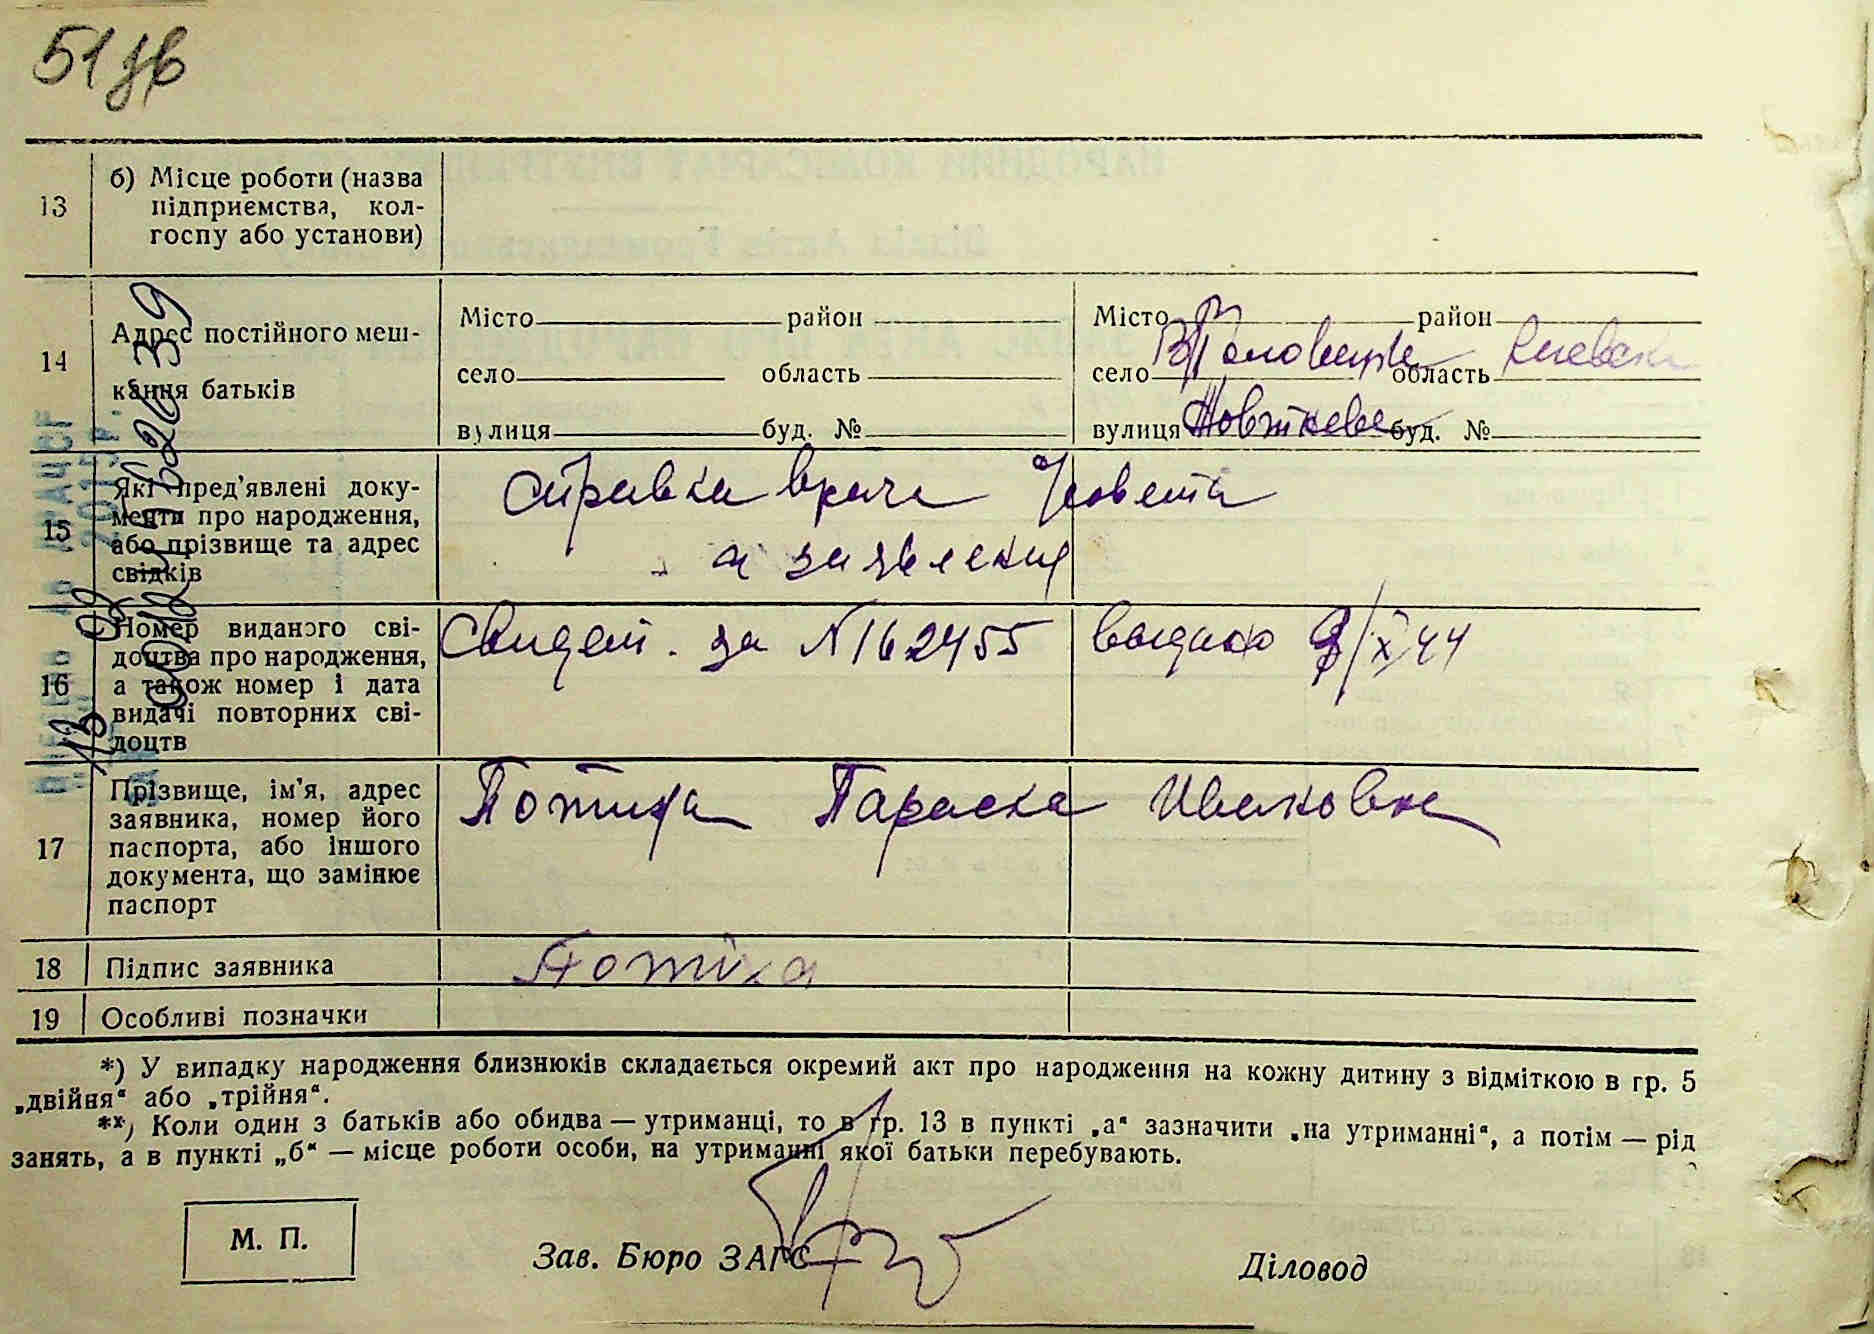 51 зв
13
б) Місце роботи (назва
підприємства, кол-
госпу або установи)
14
Адрес постійного меш-
кання батьків
Місто район
село область
вулиця буд. №
Місто район
село область
вулиця буд. №
15
Які пред'явлені доку-
менти про народження,
або прізвище та адрес
свідків
справка врача
а заявления
16
Номер виданого сві-
доцтва про народження,
а також номер і дата
видачі повторних сві-
доцтв
Свидет. за N 162455 выдано /X 44
17
Прізвище, ім'я, адрес
заявника, номер його
паспорта, або іншого
документа, що замінює
паспорт
Параска Ивановна
18
Підпис заявника
19
Особливі позначки
*) У випадку народження близнюків складається окремий акт про народження на кожну дитину з відміткою в гр. 5
„двійня“ або „трійня“.
**) Коли один з батьків або обидва — утриманці, то в гр. 13 в пункті „а“ зазначити „на утриманні“, а потім — рід
занять, а в пункті „б“ — місце роботи особи, на утриманні якої батьки перебувають.
М. П.
Зав. Бюро ЗАГС
Діловод